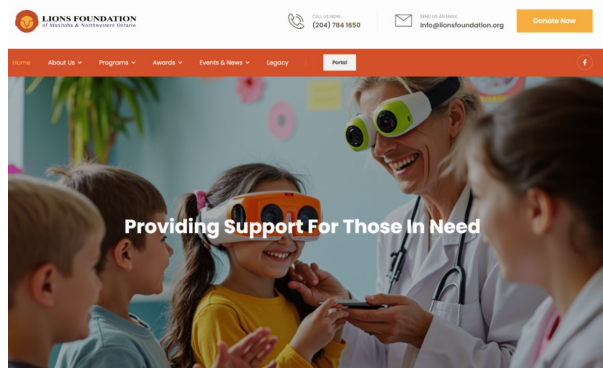 LIONS FOUNDATION
of Manitoba & Northwestern Ontario
CALL US NOW
(204) 784 1650
SEND US AN EMAIL
info@lionsfoundation.org
Donate Now
Home
About Us
Programs
Awards
Events & News
Legacy
Portal
Providing Support For Those In Need